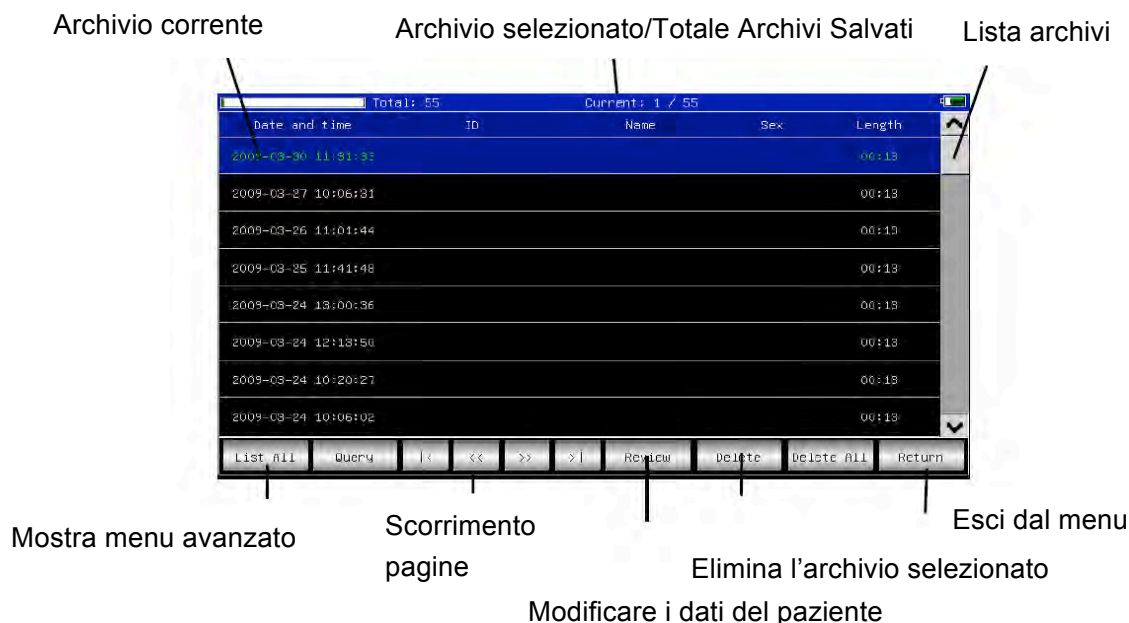 Archivio corrente
Archivio selezionato/Totale Archivi Salvati
Lista archivi
Total: 55 Current: 1 / 55
Date and time ID Name Sex Length
2009-03-30 11:31:33 00:13
2009-03-27 10:06:31 00:13
2009-03-26 11:01:44 00:13
2009-03-25 11:41:48 00:13
2009-03-24 13:00:36 00:13
2009-03-24 12:13:50 00:13
2009-03-24 10:20:27 00:13
2009-03-24 10:06:02 00:13
List All Query |< << >> >| Review Delete Delete All Return
Mostra menu avanzato
Scorrimento
pagine
Esci dal menu
Elimina l’archivio selezionato
Modificare i dati del paziente